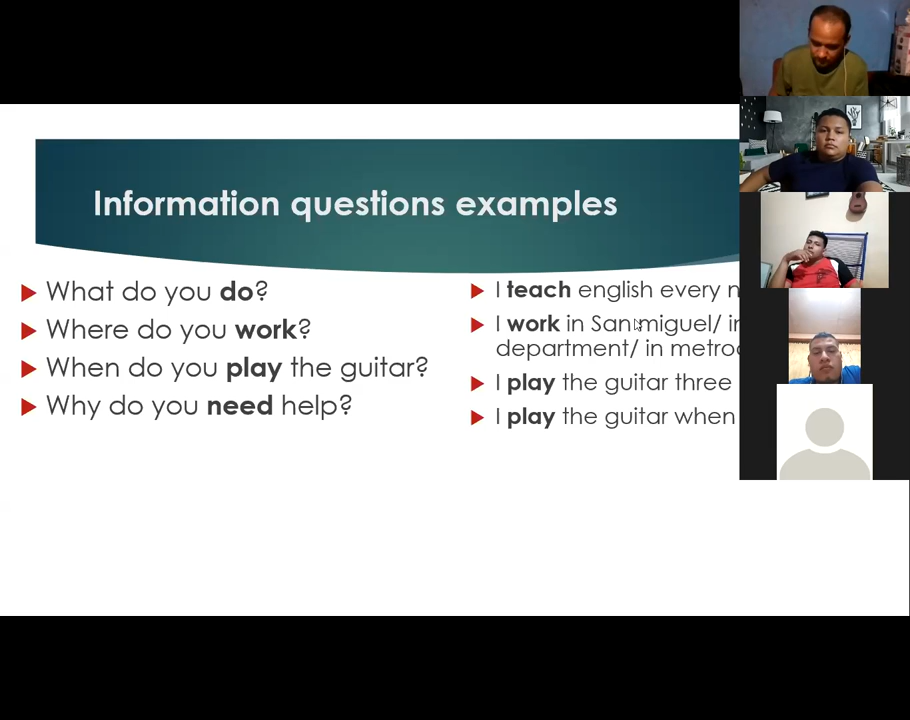 Information questions examples
What do you do?
Where do you work?
When do you play the guitar?
Why do you need help?
I teach english every
I work in San miguel/
department/ in
I play the guitar three
I play the guitar when